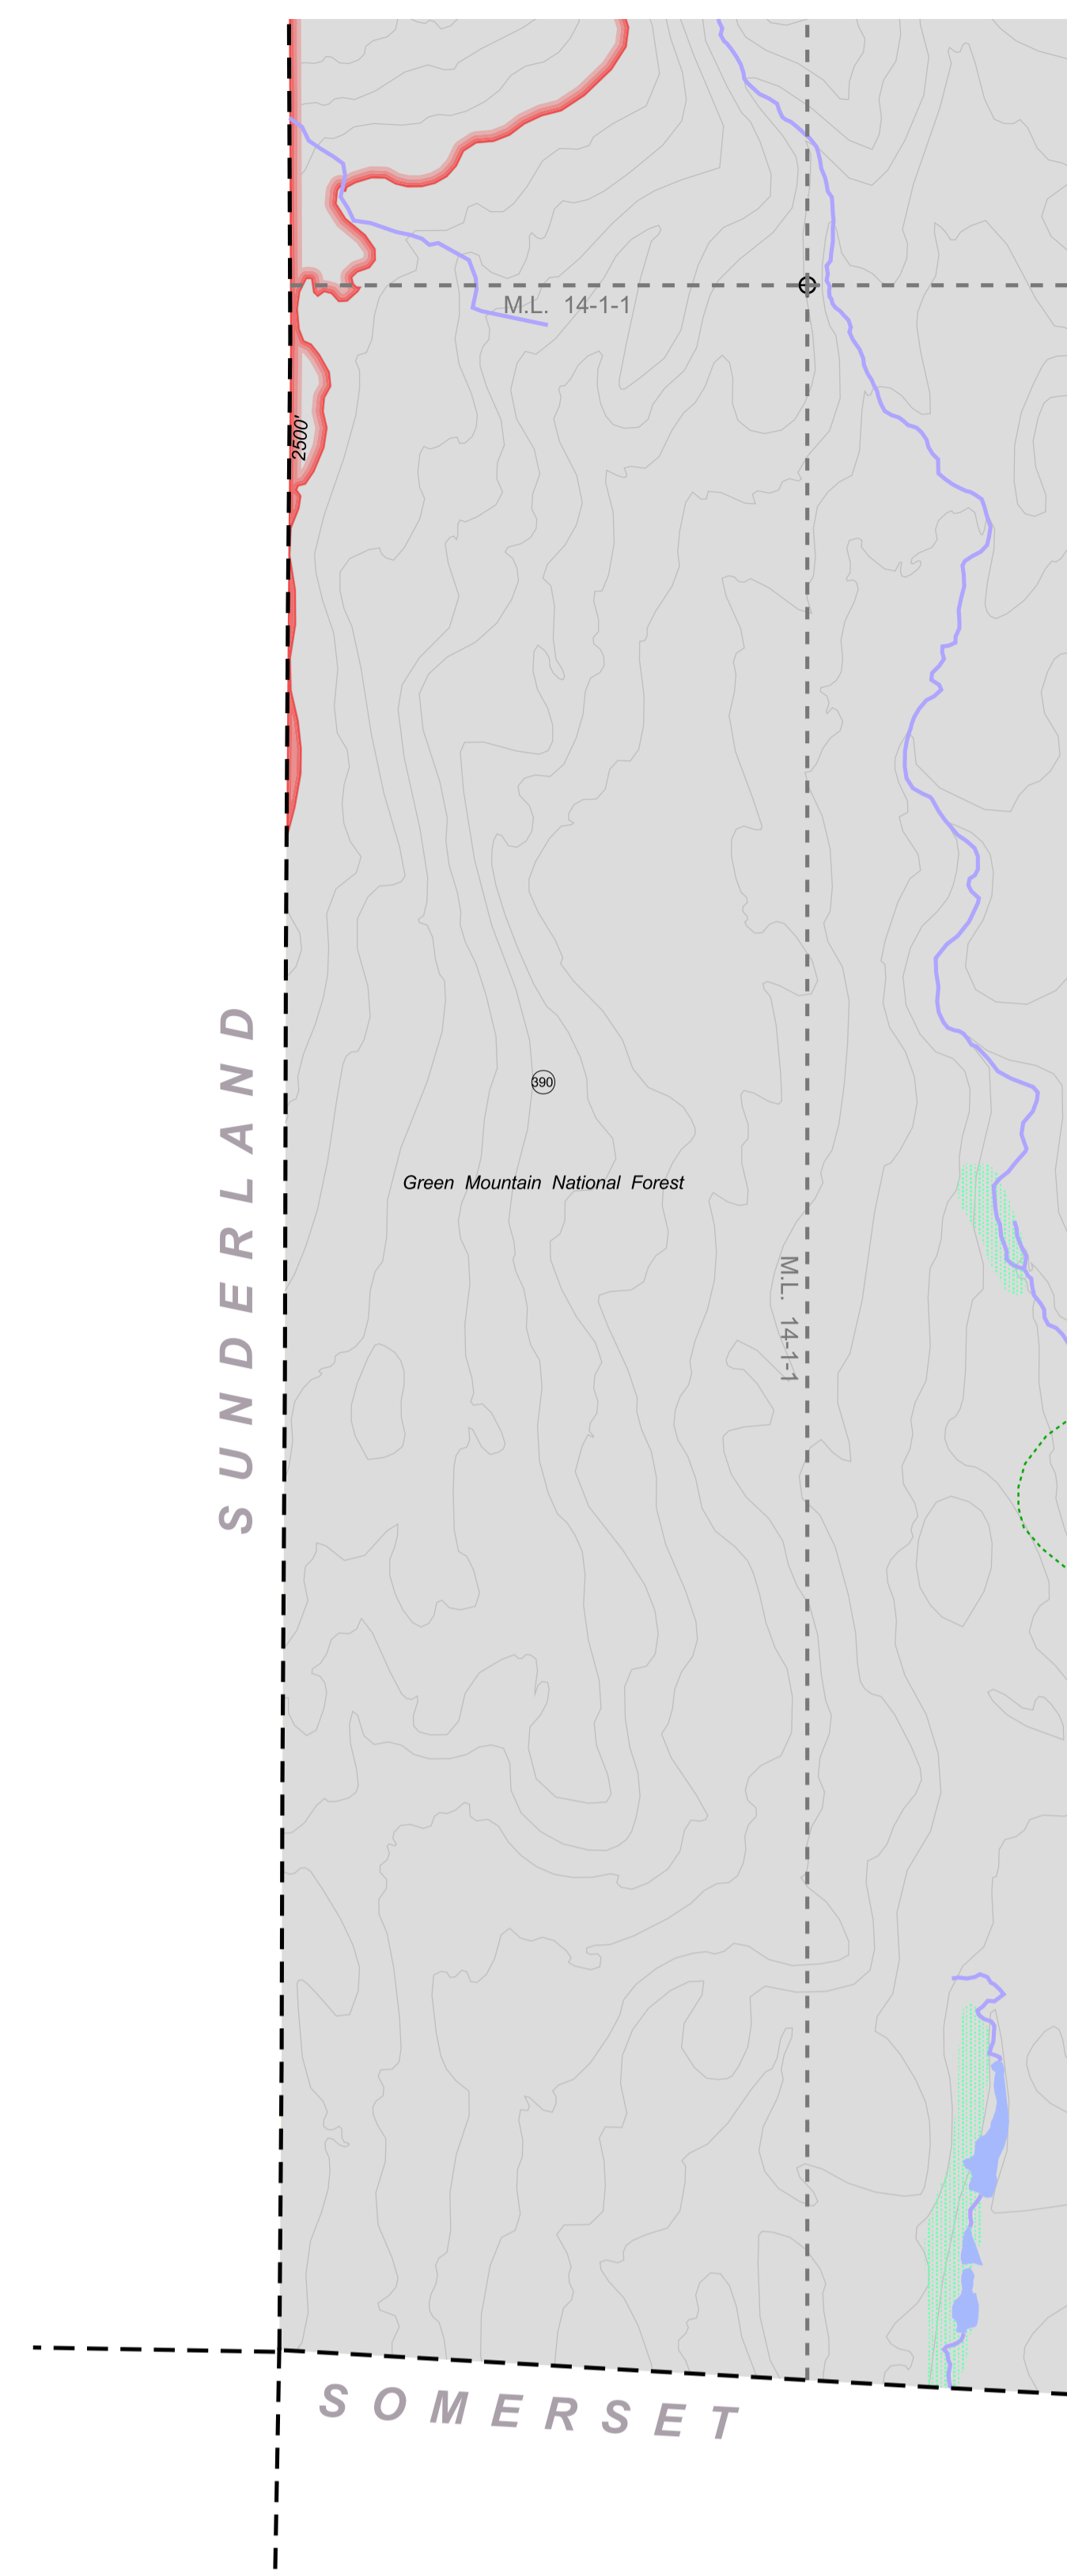 M.L. 14-1-1
2500'
SUNDERLAND
390
Green Mountain National Forest
M.L. 14-1-1
SOMERSET